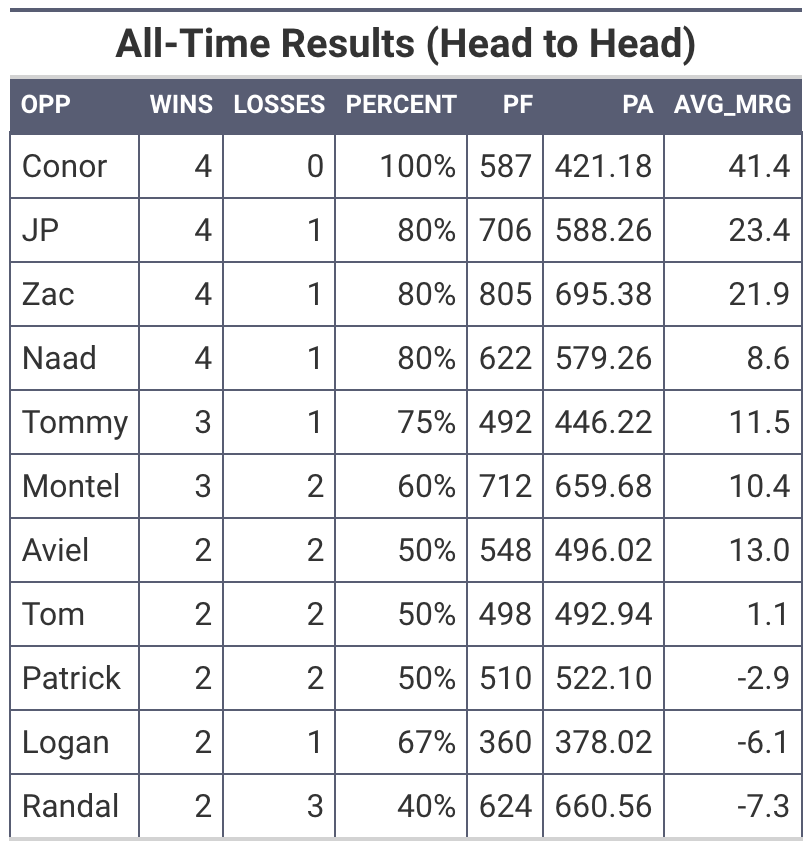 All-Time Results (Head to Head)
OPP WINS LOSSES PERCENT PF PA AVG_MRG
Conor 4 0 100% 587 421.18 41.4
JP 4 1 80% 706 588.26 23.4
Zac 4 1 80% 805 695.38 21.9
Naad 4 1 80% 622 579.26 8.6
Tommy 3 1 75% 492 446.22 11.5
Montel 3 2 60% 712 659.68 10.4
Aviel 2 2 50% 548 496.02 13.0
Tom 2 2 50% 498 492.94 1.1
Patrick 2 2 50% 510 522.10 -2.9
Logan 2 1 67% 360 378.02 -6.1
Randal 2 3 40% 624 660.56 -7.3